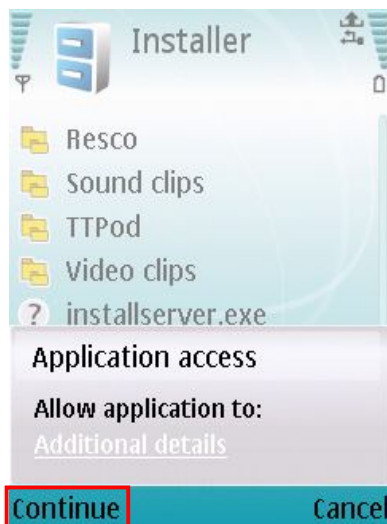 Installer
Resco
Sound clips
TTPod
Video clips
? installserver.exe
Application access
Allow application to:
Additional details
Continue Cancel